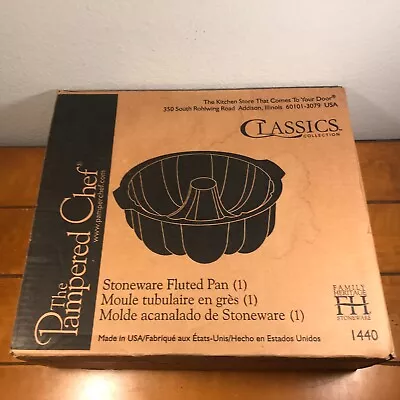 The Kitchen Store That Comes To Your Door®
350 South Rohlwing Road Addison, Illinois 60101-3079 USA
CLASSICS
COLLECTION
The
Pampered Chef®
www.pamperedchef.com
Stoneware Fluted Pan (1)
Moule tubulaire en grès (1)
Molde acanalado de Stoneware (1)
FAMILY
HERITAGE
FH
STONEWARE
Made in USA/Fabriqué aux États-Unis/Hecho en Estados Unidos
1440